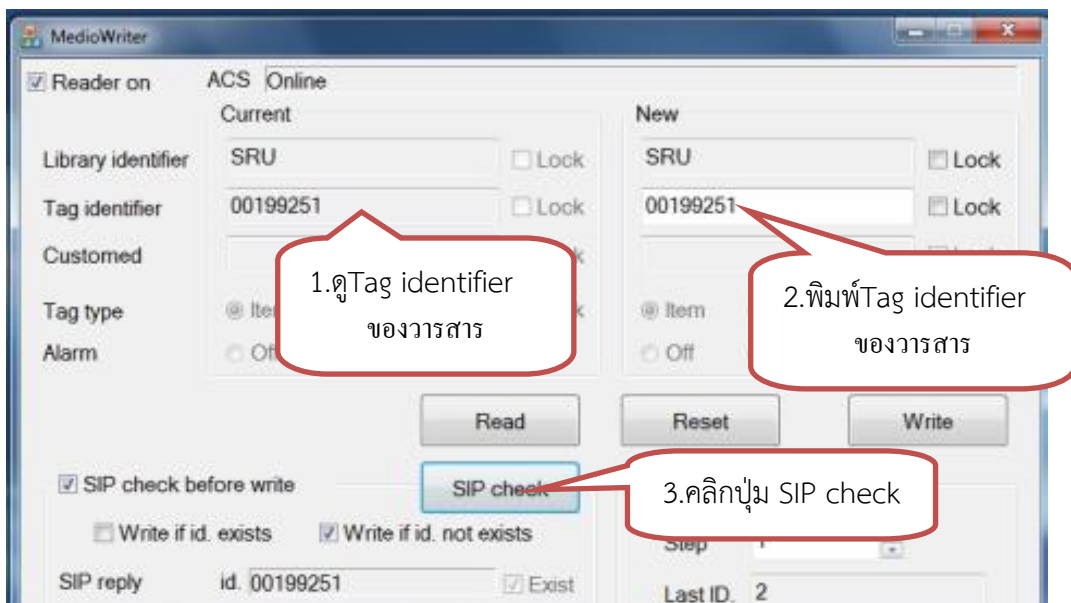 MedioWriter
Reader on ACS Online
Current New
Library identifier SRU Lock SRU Lock
Tag identifier 00199251 Lock 00199251 Lock
Customed
1.ดูTag identifier
ของวารสาร
2.พิมพ์Tag identifier
ของวารสาร
Tag type Item
Alarm Off Off
Read Reset Write
SIP check before write SIP check
3.คลิกปุ่ม SIP check
Write if id. exists Write if id. not exists
Step 1
SIP reply id. 00199251 Exist
Last ID. 2